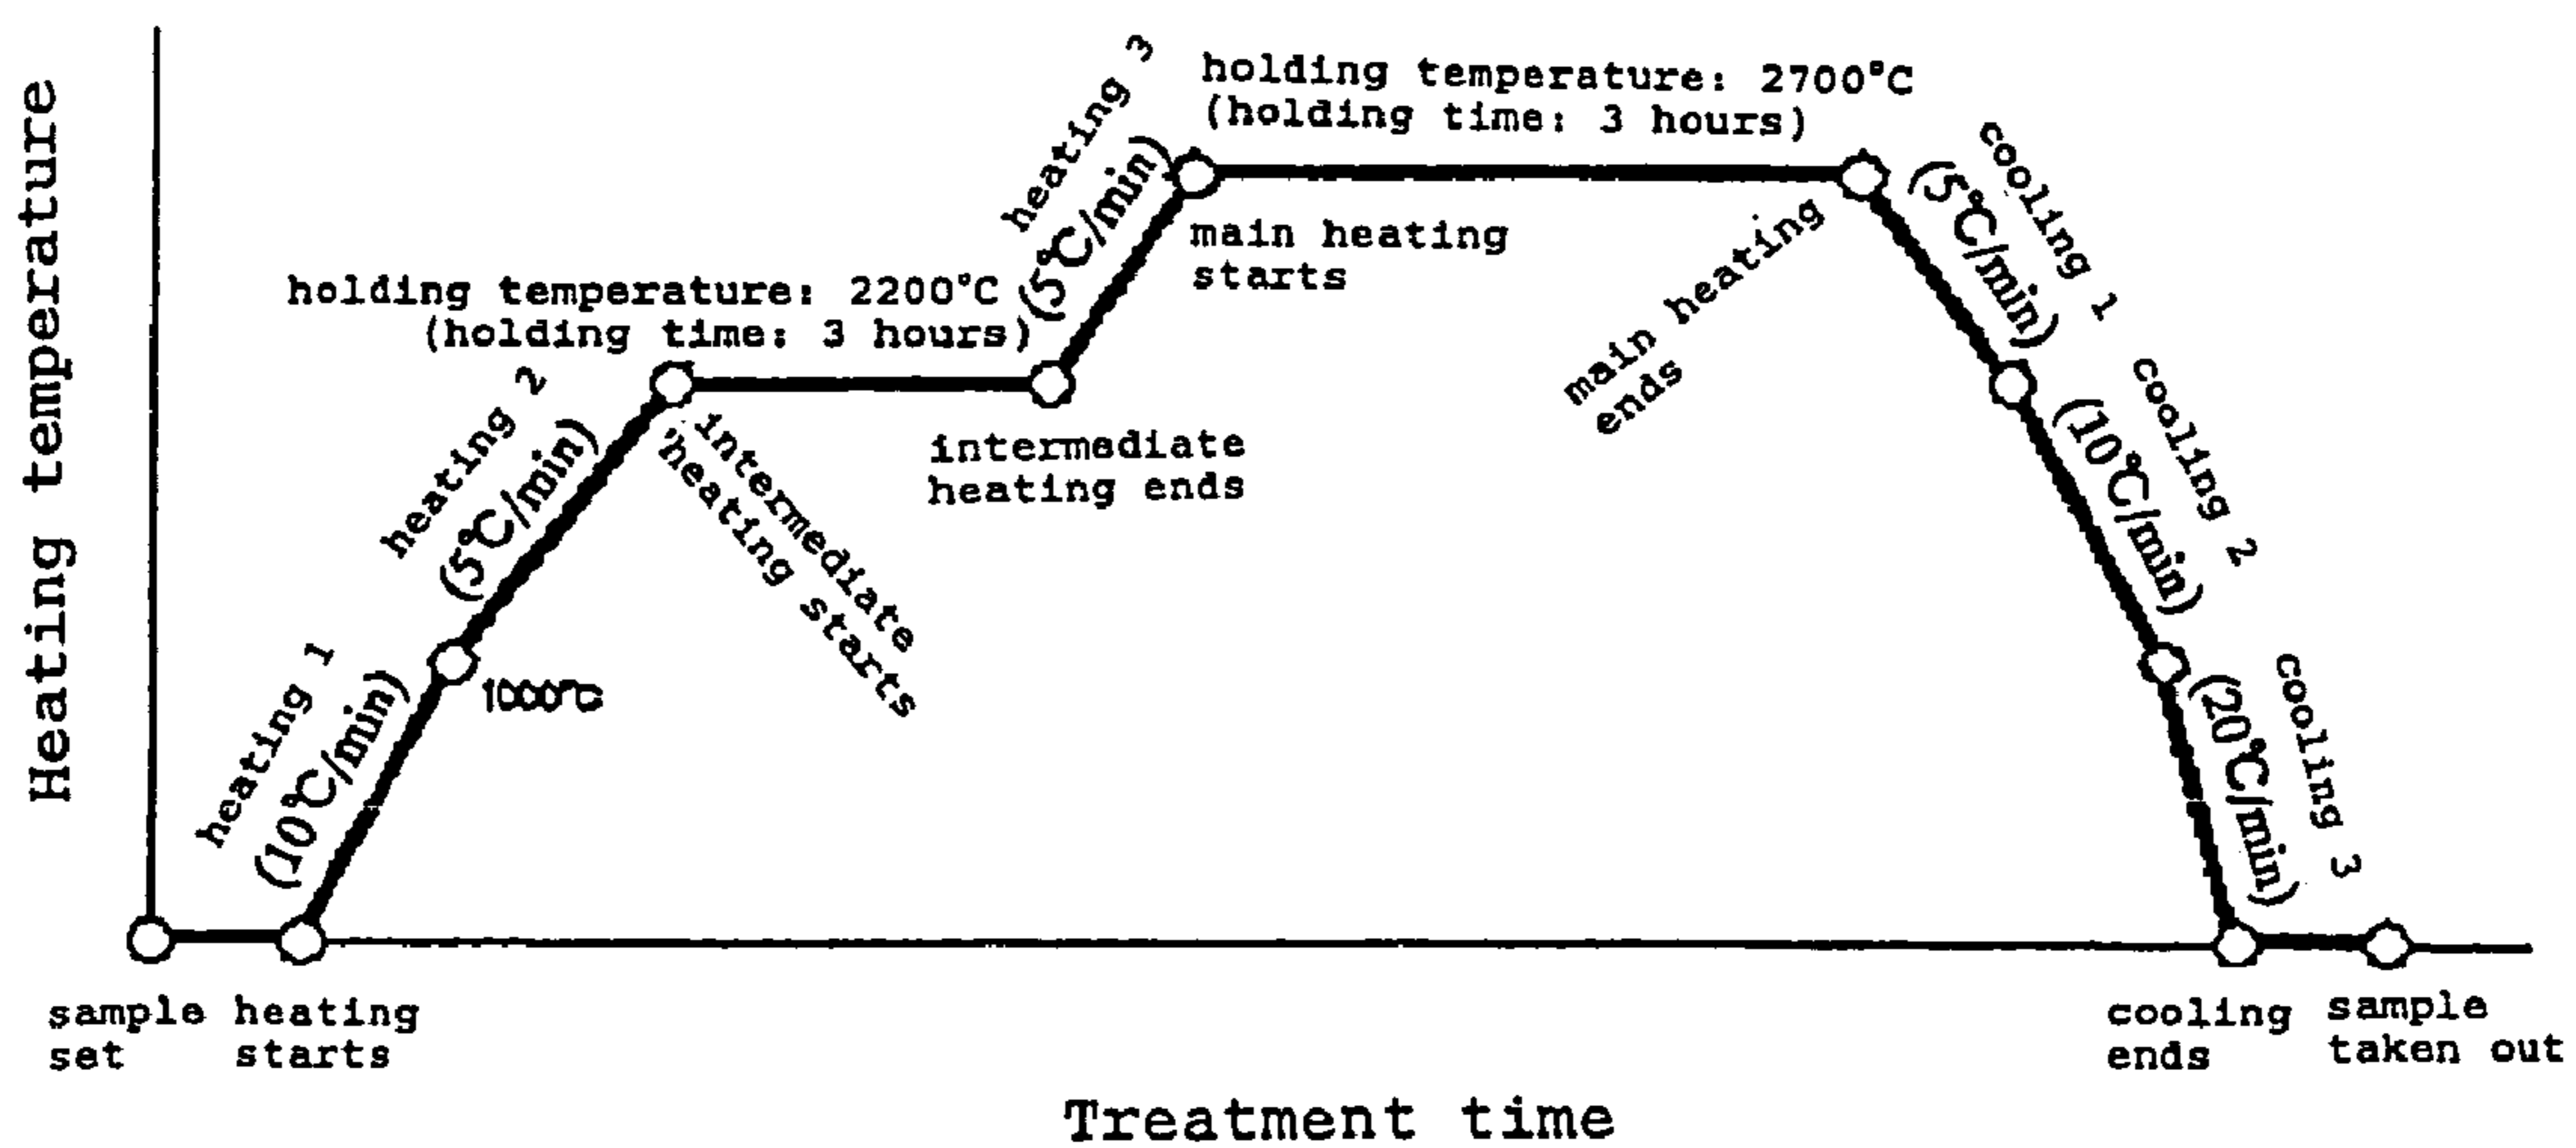 Heating temperature
heating 1
(10℃/min)
1000℃
heating 2
(5℃/min)
holding temperature: 2200°C
(holding time: 3 hours)
intermediate
heating starts
intermediate
heating ends
heating 3
(5℃/min)
holding temperature: 2700°C
(holding time: 3 hours)
main heating
starts
main heating
ends
cooling 1
(5℃/min)
cooling 2
(10℃/min)
cooling 3
(20℃/min)
sample
set
heating
starts
cooling
ends
sample
taken out
Treatment time